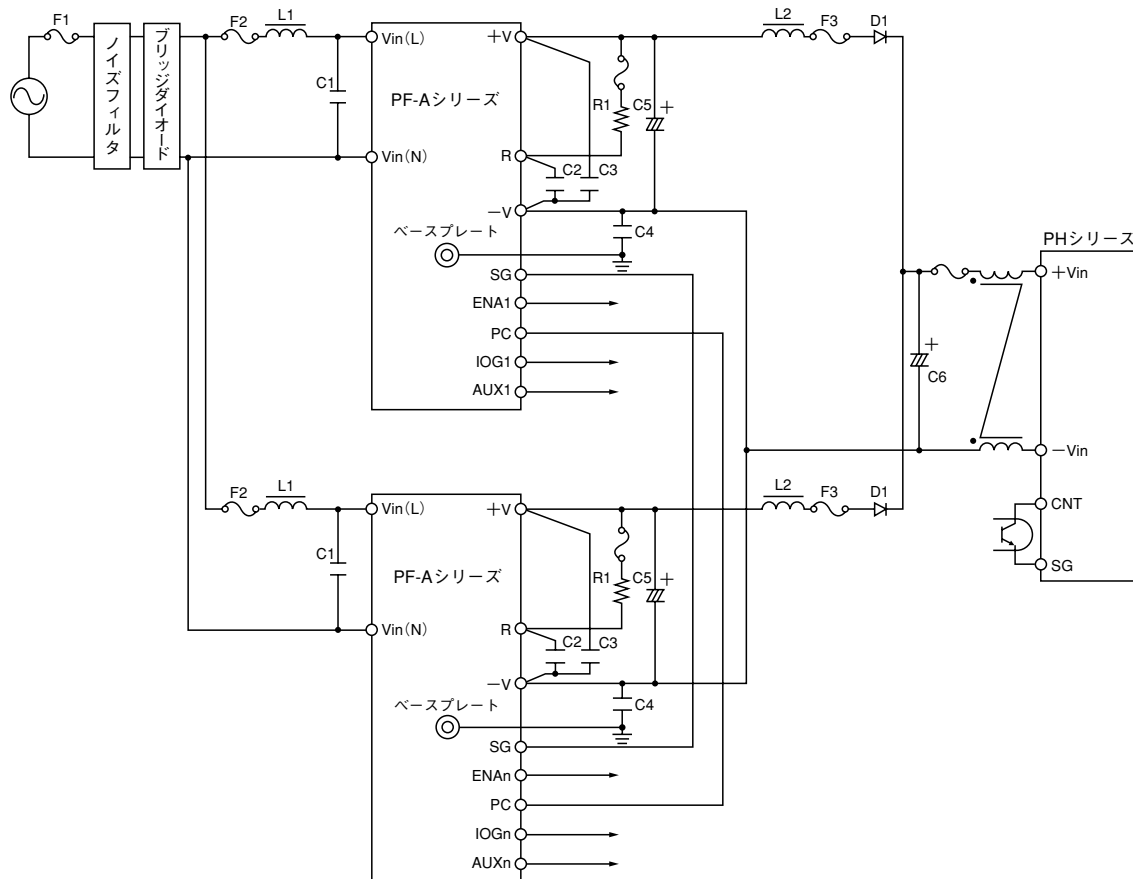 F1
ノイズフィルタ
ブリッジダイオード
F2
L1
C1
Vin(L)
Vin(N)
PF-Aシリーズ
+V
R
−V
ベースプレート
SG
ENA1
PC
IOG1
AUX1
R1
C5
+
C2
C3
C4
L2
F3
D1
PHシリーズ
+Vin
+
C6
−Vin
CNT
SG
F2
L1
C1
Vin(L)
Vin(N)
PF-Aシリーズ
+V
R
−V
ベースプレート
SG
ENAn
PC
IOGn
AUXn
R1
C5
+
C2
C3
C4
L2
F3
D1